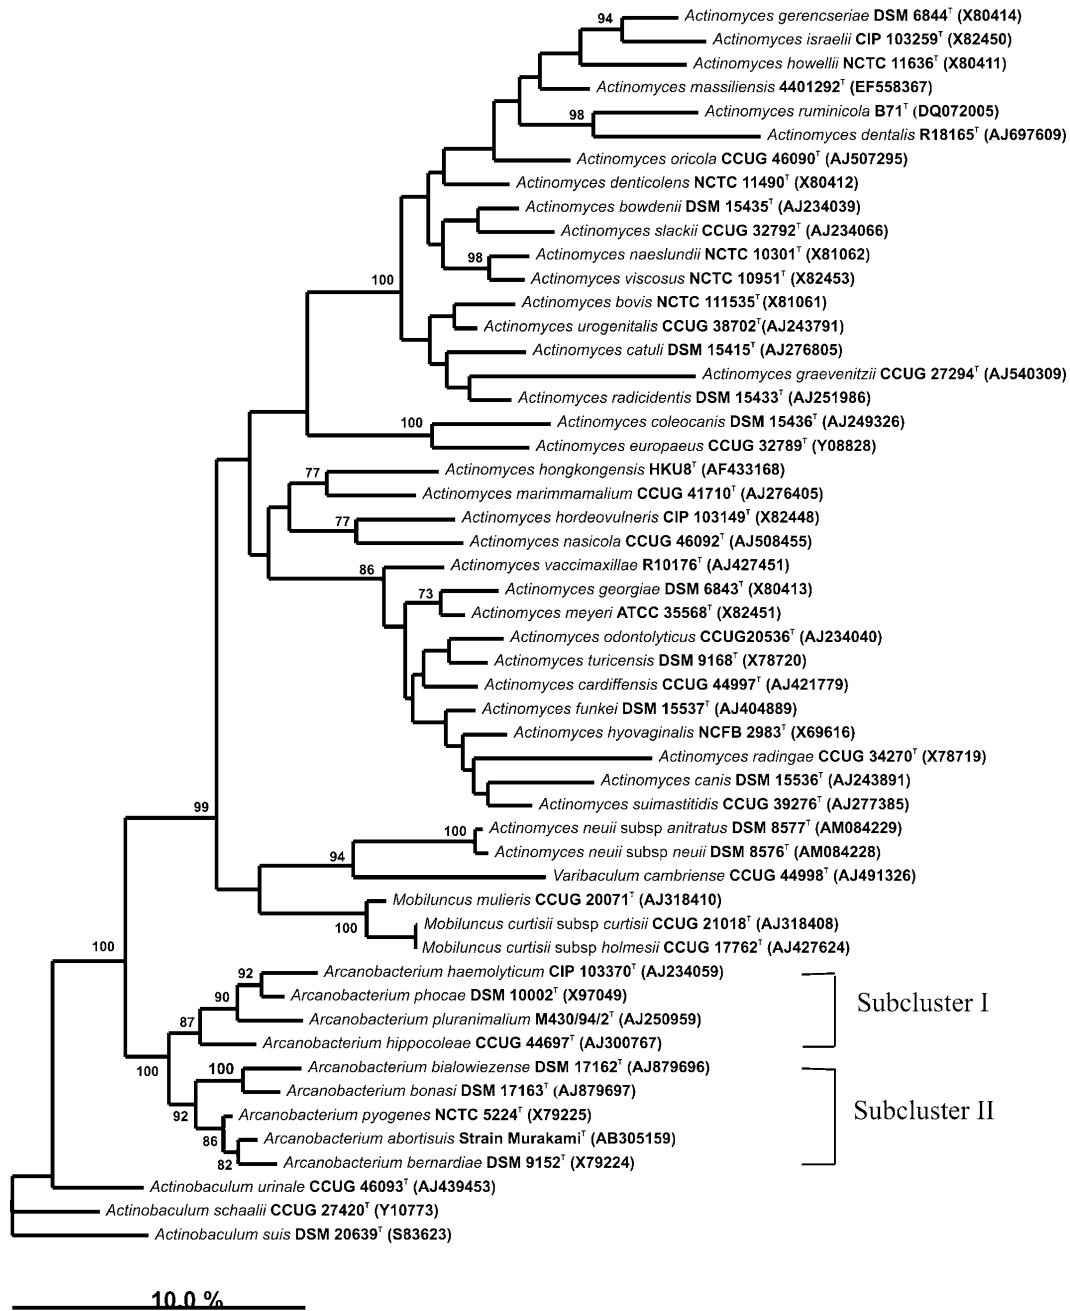 94 Actinomyces gerencseriae DSM 6844ᵀ (X80414)
Actinomyces israelii CIP 103259ᵀ (X82450)
Actinomyces howellii NCTC 11636ᵀ (X80411)
Actinomyces massiliensis 4401292ᵀ (EF558367)
98 Actinomyces ruminicola B71ᵀ (DQ072005)
Actinomyces dentalis R18165ᵀ (AJ697609)
Actinomyces oricola CCUG 46090ᵀ (AJ507295)
Actinomyces denticolens NCTC 11490ᵀ (X80412)
Actinomyces bowdenii DSM 15435ᵀ (AJ234039)
Actinomyces slackii CCUG 32792ᵀ (AJ234066)
98 Actinomyces naeslundii NCTC 10301ᵀ (X81062)
Actinomyces viscosus NCTC 10951ᵀ (X82453)
100
Actinomyces bovis NCTC 111535ᵀ(X81061)
Actinomyces urogenitalis CCUG 38702ᵀ(AJ243791)
Actinomyces catuli DSM 15415ᵀ (AJ276805)
Actinomyces graevenitzii CCUG 27294ᵀ (AJ540309)
Actinomyces radicidentis DSM 15433ᵀ (AJ251986)
100 Actinomyces coleocanis DSM 15436ᵀ (AJ249326)
Actinomyces europaeus CCUG 32789ᵀ (Y08828)
77 Actinomyces hongkongensis HKU8ᵀ (AF433168)
Actinomyces marimmamalium CCUG 41710ᵀ (AJ276405)
77 Actinomyces hordeovulneris CIP 103149ᵀ (X82448)
Actinomyces nasicola CCUG 46092ᵀ (AJ508455)
86 Actinomyces vaccimaxillae R10176ᵀ (AJ427451)
73 Actinomyces georgiae DSM 6843ᵀ (X80413)
Actinomyces meyeri ATCC 35568ᵀ (X82451)
Actinomyces odontolyticus CCUG20536ᵀ (AJ234040)
Actinomyces turicensis DSM 9168ᵀ (X78720)
Actinomyces cardiffensis CCUG 44997ᵀ (AJ421779)
Actinomyces funkei DSM 15537ᵀ (AJ404889)
Actinomyces hyovaginalis NCFB 2983ᵀ (X69616)
Actinomyces radingae CCUG 34270ᵀ (X78719)
Actinomyces canis DSM 15536ᵀ (AJ243891)
Actinomyces suimastitidis CCUG 39276ᵀ (AJ277385)
99
100 Actinomyces neuii subsp anitratus DSM 8577ᵀ (AM084229)
Actinomyces neuii subsp neuii DSM 8576ᵀ (AM084228)
94
Varibaculum cambriense CCUG 44998ᵀ (AJ491326)
Mobiluncus mulieris CCUG 20071ᵀ (AJ318410)
100 Mobiluncus curtisii subsp curtisii CCUG 21018ᵀ (AJ318408)
Mobiluncus curtisii subsp holmesii CCUG 17762ᵀ (AJ427624)
100
92 Arcanobacterium haemolyticum CIP 103370ᵀ (AJ234059)
90 Arcanobacterium phocae DSM 10002ᵀ (X97049)
Subcluster I
87 Arcanobacterium pluranimalium M430/94/2ᵀ (AJ250959)
Arcanobacterium hippocoleae CCUG 44697ᵀ (AJ300767)
100
100 Arcanobacterium bialowiezense DSM 17162ᵀ (AJ879696)
Arcanobacterium bonasi DSM 17163ᵀ (AJ879697)
92 Arcanobacterium pyogenes NCTC 5224ᵀ (X79225)
Subcluster II
86 Arcanobacterium abortisuis Strain Murakamiᵀ (AB305159)
82 Arcanobacterium bernardiae DSM 9152ᵀ (X79224)
Actinobaculum urinale CCUG 46093ᵀ (AJ439453)
Actinobaculum schaalii CCUG 27420ᵀ (Y10773)
Actinobaculum suis DSM 20639ᵀ (S83623)
10.0 %